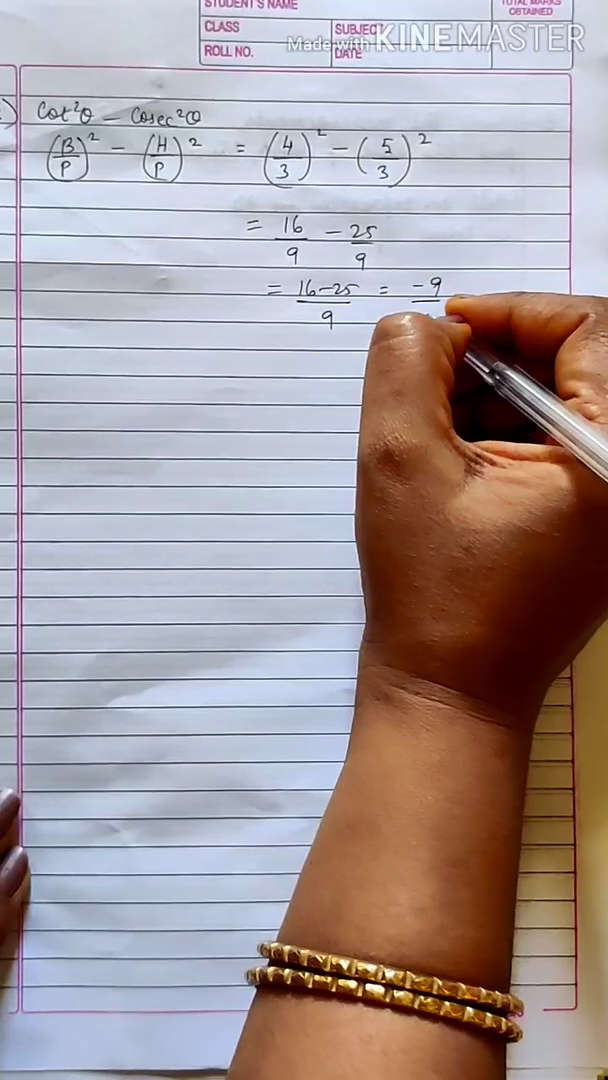 STUDENT'S NAME
TOTAL MARKS
OBTAINED
CLASS
SUBJECT
ROLL NO.
DATE
Made with KINEMASTER
) Cot²θ - Cosec²θ
(B/P)² - (H/P)² = (4/3)² - (5/3)²
= 16/9 - 25/9
= 16-25/9 = -9